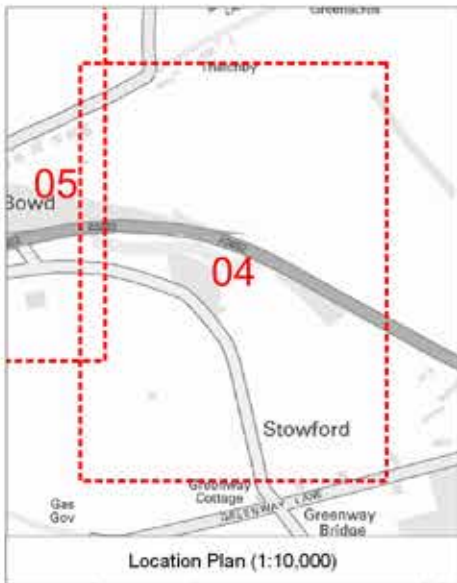 Thatchby
05
Bowd
04
Stowford
Greenway
Cottage
Gas
Gov
GREENWAY LANE
Greenway
Bridge
Location Plan (1:10,000)